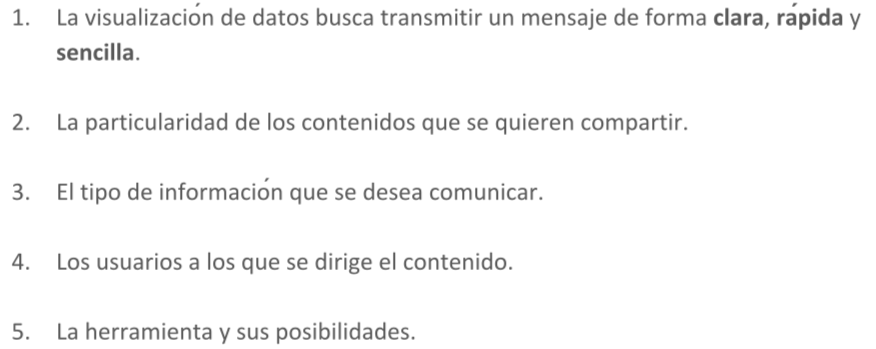 1. La visualización de datos busca transmitir un mensaje de forma clara, rápida y
sencilla.
2. La particularidad de los contenidos que se quieren compartir.
3. El tipo de información que se desea comunicar.
4. Los usuarios a los que se dirige el contenido.
5. La herramienta y sus posibilidades.